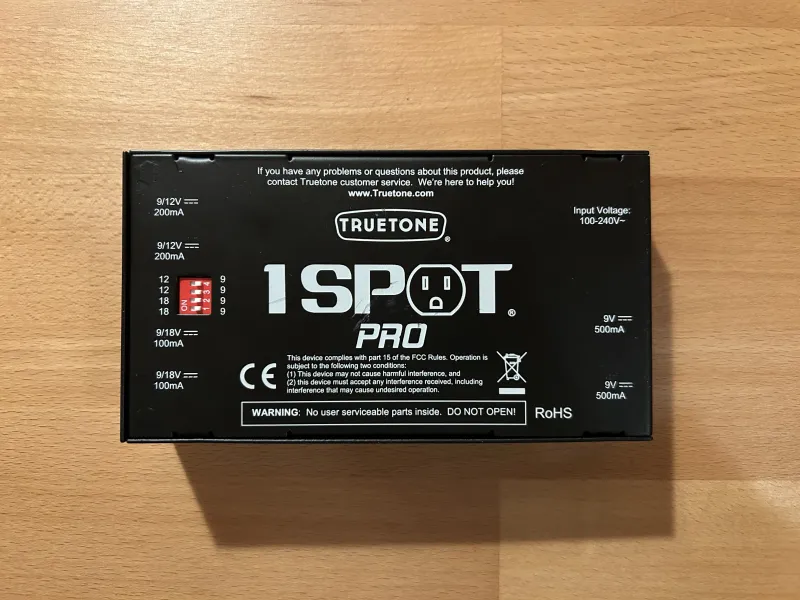 If you have any problems or questions about this product, please
contact Truetone customer service. We're here to help you!
www.Truetone.com
TRUETONE®
1 SPOT®
PRO
9/12V
200mA
9/12V
200mA
12 9
12 9
18 9
18 9
ON
1 2 3 4
9/18V
100mA
9/18V
100mA
Input Voltage:
100-240V~
9V
500mA
9V
500mA
CE
This device complies with part 15 of the FCC Rules. Operation is
subject to the following two conditions:
(1) This device may not cause harmful interference, and
(2) this device must accept any interference received, including
interference that may cause undesired operation.
WARNING: No user serviceable parts inside. DO NOT OPEN!
RoHS